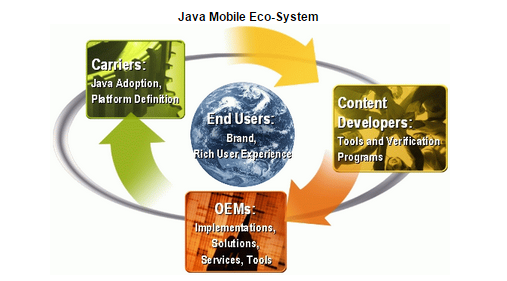 Java Mobile Eco-System
Carriers:
Java Adoption,
Platform Definition
End Users:
Brand,
Rich User Experience
Content
Developers:
Tools and Verification
Programs
OEMs:
Implementations,
Solutions,
Services, Tools